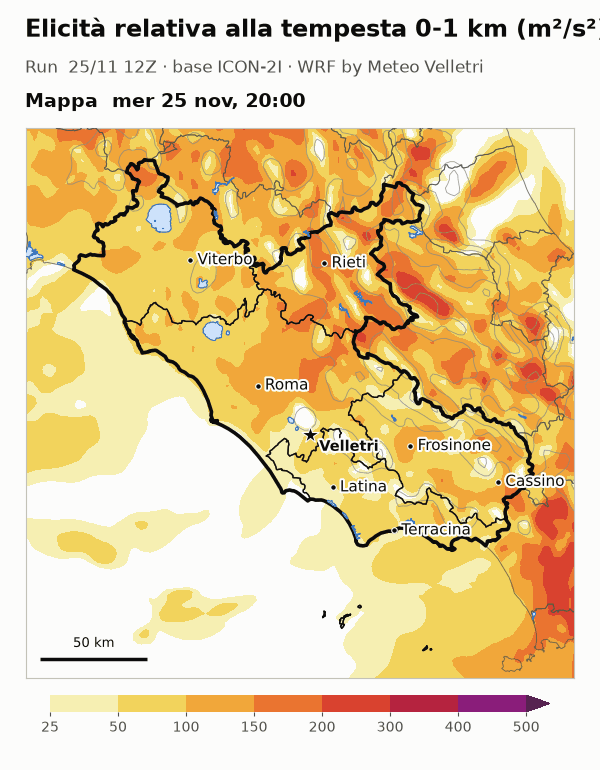 Elicità relativa alla tempesta 0-1 km (m²/s²)
Run 25/11 12Z · base ICON-2I · WRF by Meteo Velletri
Mappa mer 25 nov, 20:00
Viterbo
Rieti
Roma
Velletri
Frosinone
Cassino
Latina
Terracina
50 km
25 50 100 150 200 300 400 500